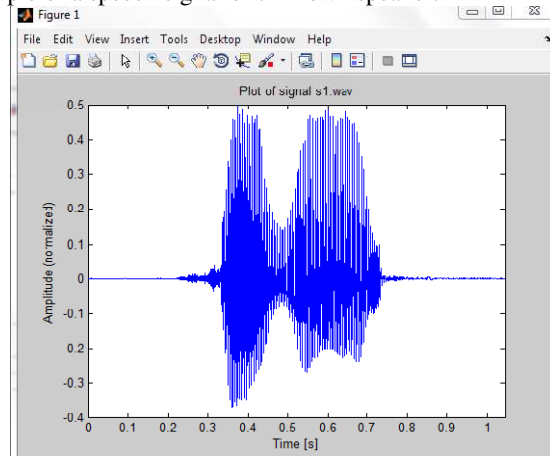 Figure 1
File Edit View Insert Tools Desktop Window Help
Plot of signal s1.wav
Amplitude (normalized)
0.5
0.4
0.3
0.2
0.1
0
-0.1
0.2
-0.3
-0.4
0 0.1 0.2 0.3 0.4 0.5 0.6 0.7 0.8 0.9 1
Time [s]